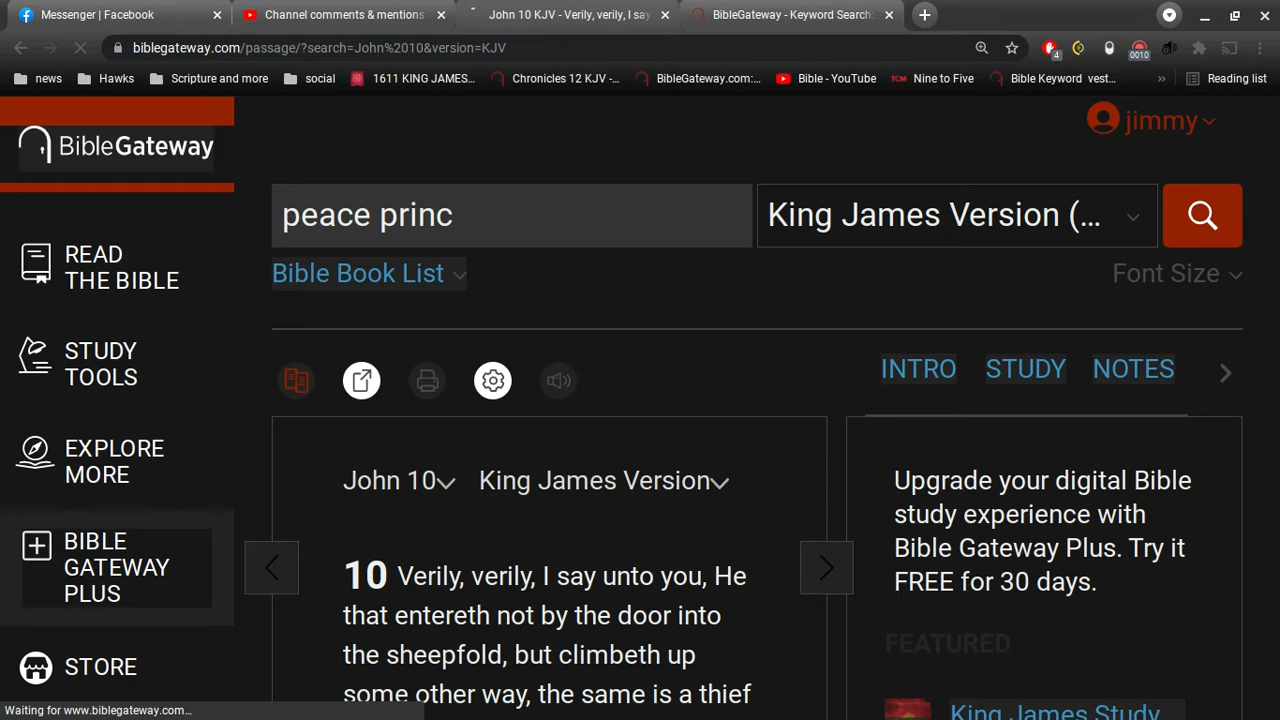 Messenger | Facebook
Channel comments & mentions
John 10 KJV - Verily, verily, I say
BibleGateway - Keyword Search:
biblegateway.com/passage/?search=John%2010&version=KJV
4
0010
news
Hawks
Scripture and more
social
1611 KING JAMES...
Chronicles 12 KJV -...
BibleGateway.com:...
Bible - YouTube
TCM Nine to Five
Bible Keyword vest...
»
Reading list
BibleGateway
jimmy
peace princ
King James Version (...
Bible Book List
Font Size
READ
THE BIBLE
STUDY
TOOLS
EXPLORE
MORE
BIBLE
GATEWAY
PLUS
STORE
INTRO
STUDY
NOTES
John 10
King James Version
10 Verily, verily, I say unto you, He
that entereth not by the door into
the sheepfold, but climbeth up
some other way, the same is a thief
Upgrade your digital Bible
study experience with
Bible Gateway Plus. Try it
FREE for 30 days.
FEATURED
King James Study
Waiting for www.biblegateway.com...